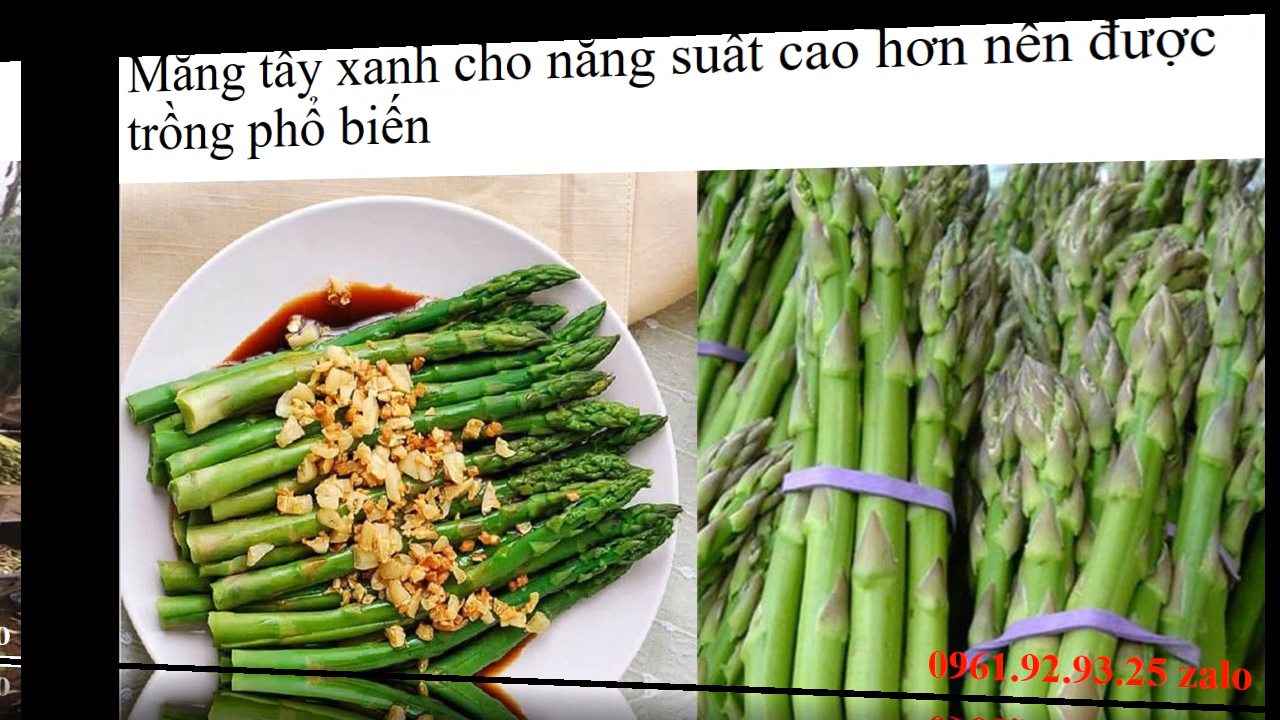 Măng tây xanh cho năng suất cao hơn nên được
trồng phổ biến
0961.92.93.25 zalo